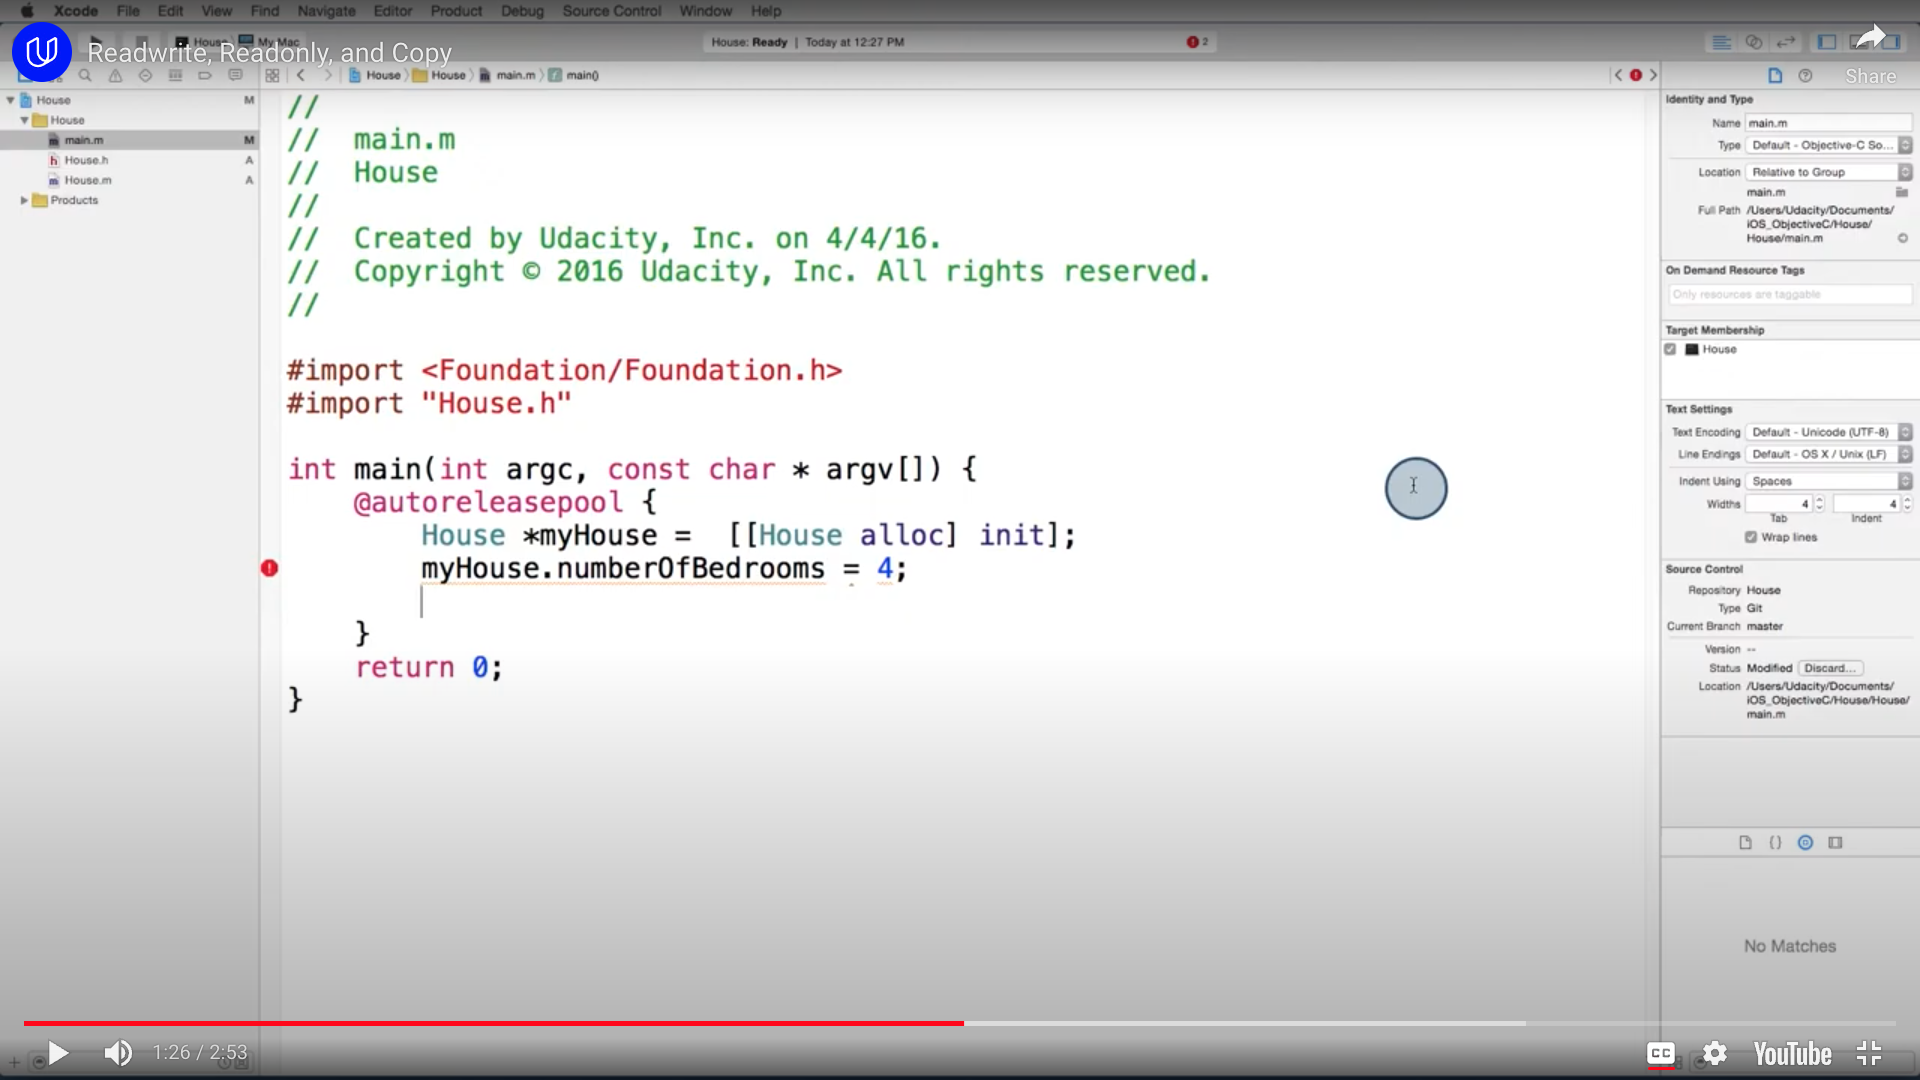 Xcode File Edit View Find Navigate Editor Product Debug Source Control Window Help
House My Mac
House: Ready | Today at 12:27 PM
2
Readwrite, Readonly, and Copy
Share
House House main.m main()
House M
House
main.m M
House.h A
House.m A
Products
//
// main.m
// House
//
// Created by Udacity, Inc. on 4/4/16.
// Copyright © 2016 Udacity, Inc. All rights reserved.
//
#import <Foundation/Foundation.h>
#import "House.h"
int main(int argc, const char * argv[]) {
@autoreleasepool {
House *myHouse = [[House alloc] init];
myHouse.numberOfBedrooms = 4;
}
return 0;
}
Identity and Type
Name main.m
Type Default - Objective-C So...
Location Relative to Group
main.m
Full Path /Users/Udacity/Documents/
iOS_ObjectiveC/House/
House/main.m
On Demand Resource Tags
Only resources are taggable
Target Membership
House
Text Settings
Text Encoding Default - Unicode (UTF-8)
Line Endings Default - OS X / Unix (LF)
Indent Using Spaces
Widths 4 4
Tab Indent
Wrap lines
Source Control
Repository House
Type Git
Current Branch master
Version --
Status Modified Discard...
Location /Users/Udacity/Documents/
iOS_ObjectiveC/House/House/
main.m
No Matches
1:26 / 2:53
CC
YouTube